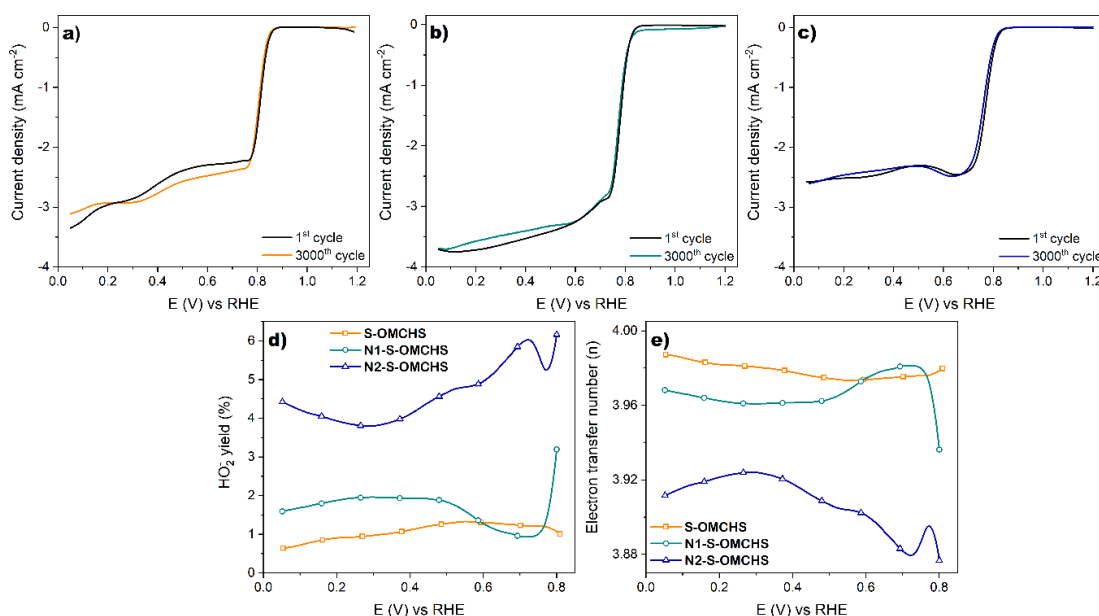 a)
0
-1
-2
-3
-4
Current density (mA cm⁻²)
1ˢᵗ cycle
3000ᵗʰ cycle
0.0 0.2 0.4 0.6 0.8 1.0 1.2
E (V) vs RHE
b)
0
-1
-2
-3
-4
Current density (mA cm⁻²)
1ˢᵗ cycle
3000ᵗʰ cycle
0.0 0.2 0.4 0.6 0.8 1.0 1.2
E (V) vs RHE
c)
0
-1
-2
-3
-4
Current density (mA cm⁻²)
1ˢᵗ cycle
3000ᵗʰ cycle
0.0 0.2 0.4 0.6 0.8 1.0 1.2
E (V) vs RHE
d)
S-OMCHS
N1-S-OMCHS
N2-S-OMCHS
6
5
4
3
2
1
0
HO₂⁻ yield (%)
0.0 0.2 0.4 0.6 0.8
E (V) vs RHE
e)
4.00
3.96
3.92
3.88
Electron transfer number (n)
S-OMCHS
N1-S-OMCHS
N2-S-OMCHS
0.0 0.2 0.4 0.6 0.8
E (V) vs RHE